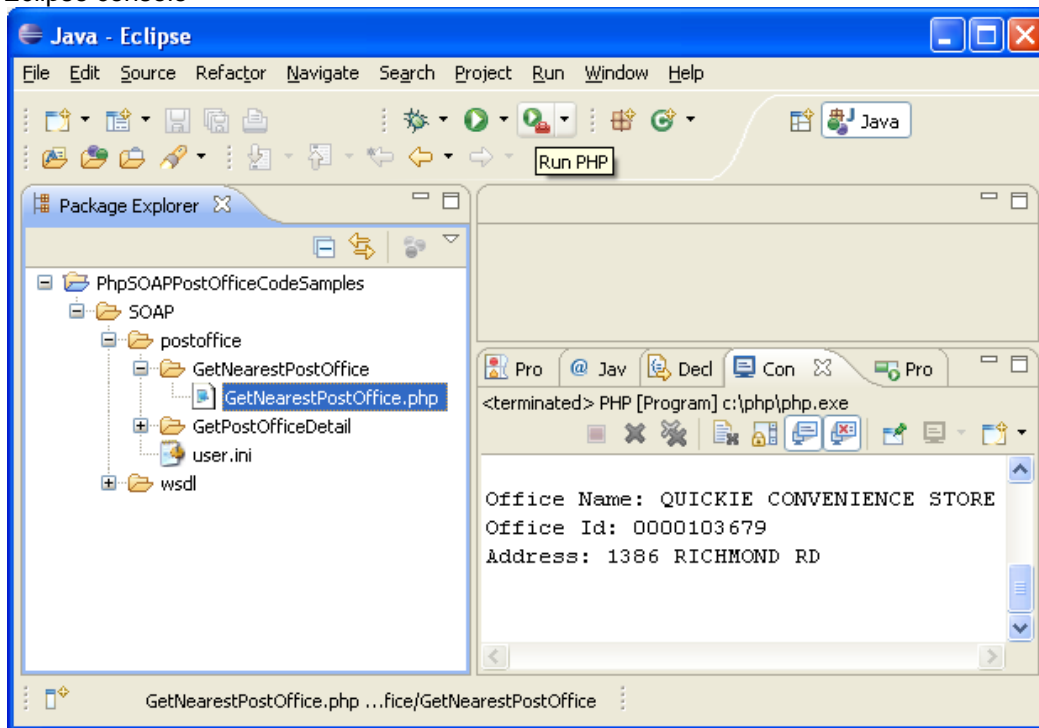 Eclipse console
Java - Eclipse
File Edit Source Refactor Navigate Search Project Run Window Help
Java
Run PHP
Package Explorer
PhpSOAPPostOfficeCodeSamples
SOAP
postoffice
GetNearestPostOffice
GetNearestPostOffice.php
GetPostOfficeDetail
user.ini
wsdl
Pro @ Jav Decl Con Pro
<terminated> PHP [Program] c:\php\php.exe
Office Name: QUICKIE CONVENIENCE STORE
Office Id: 0000103679
Address: 1386 RICHMOND RD
GetNearestPostOffice.php ...fice/GetNearestPostOffice